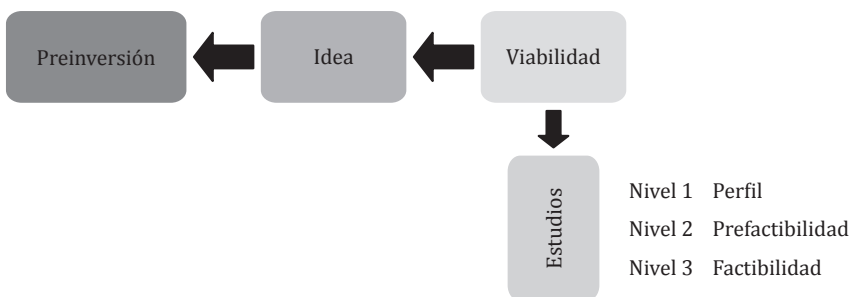 Preinversión
Idea
Viabilidad
Estudios
Nivel 1 Perfil
Nivel 2 Prefactibilidad
Nivel 3 Factibilidad